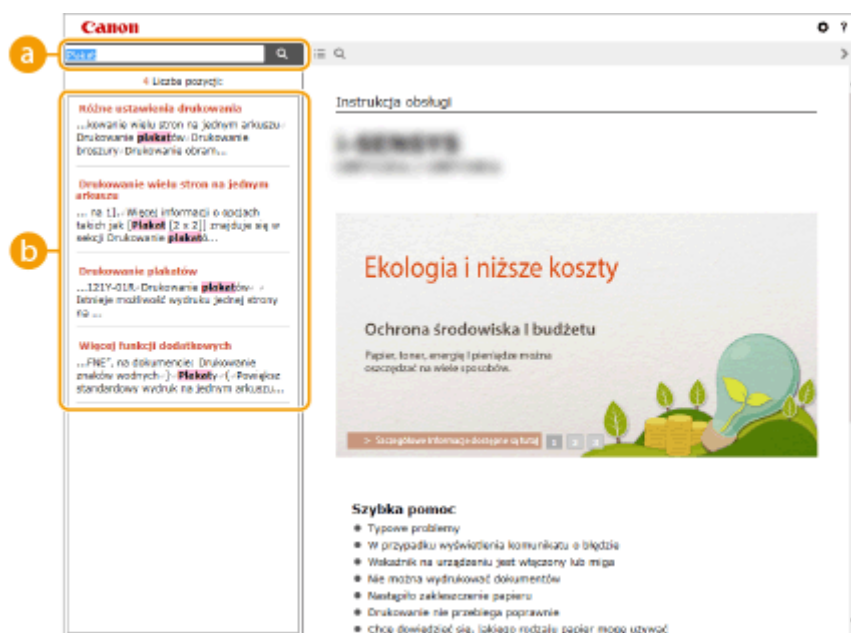 Canon
?
a
Plakat
4 Liczba pozycji:
b
Różne ustawienia drukowania
...kowanie wielu stron na jednym arkuszu
Drukowanie plakatów Drukowanie
broszury Drukowanie obram...
Drukowanie wielu stron na jednym
arkuszu
... na 1]. Więcej informacji o opcjach
takich jak [Plakat [2 x 2]] znajduje się w
sekcji Drukowanie plakató...
Drukowanie plakatów
...121Y-01R Drukowanie plakatów
Istnieje możliwość wydruku jednej strony
na ...
Więcej funkcji dodatkowych
...FNE", na dokumencie: Drukowanie
znaków wodnych } Plakaty { Powiększ
standardowy wydruk na jednym arkuszu...
Instrukcja obsługi
i-SENSYS
Ekologia i niższe koszty
Ochrona środowiska I budżetu
Papier, toner, energię I pieniądze można
oszczędzać na wiele sposobów.
> Szczegółowe informacje dostępne są tutaj 1 2 3
Szybka pomoc
Typowe problemy
W przypadku wyświetlenia komunikatu o błędzie
Wskaźnik na urządzeniu jest włączony lub miga
Nie można wydrukować dokumentów
Nastąpiło zakleszczenie papieru
Drukowanie nie przebiega poprawnie
Chcę dowiedzieć się, jakiego rodzaju papier mogę używać